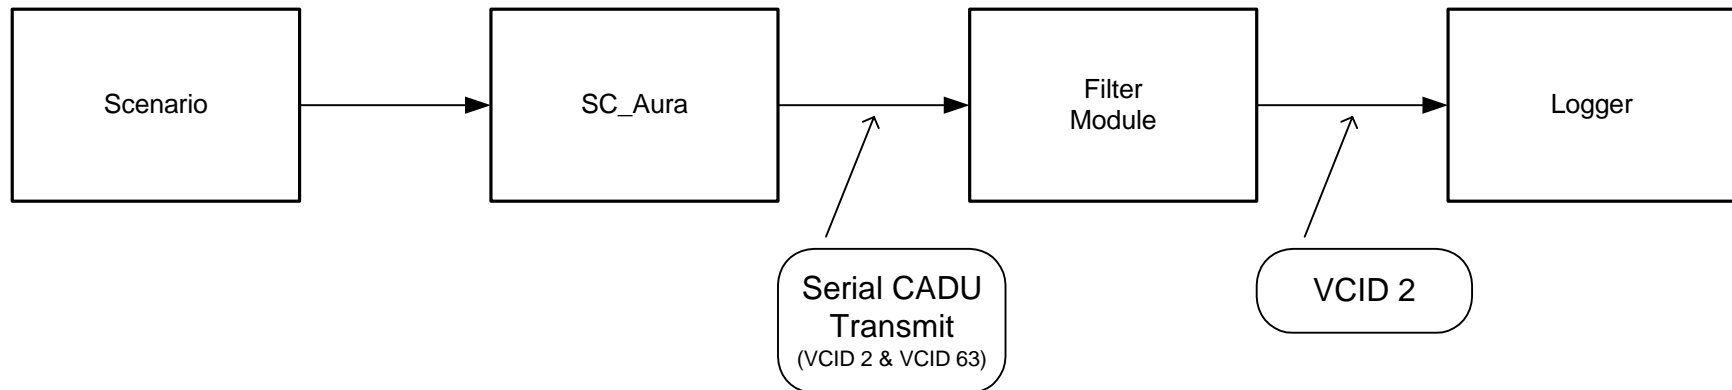 Scenario
SC_Aura
Filter
Module
Logger
Serial CADU
Transmit
(VCID 2 & VCID 63)
VCID 2